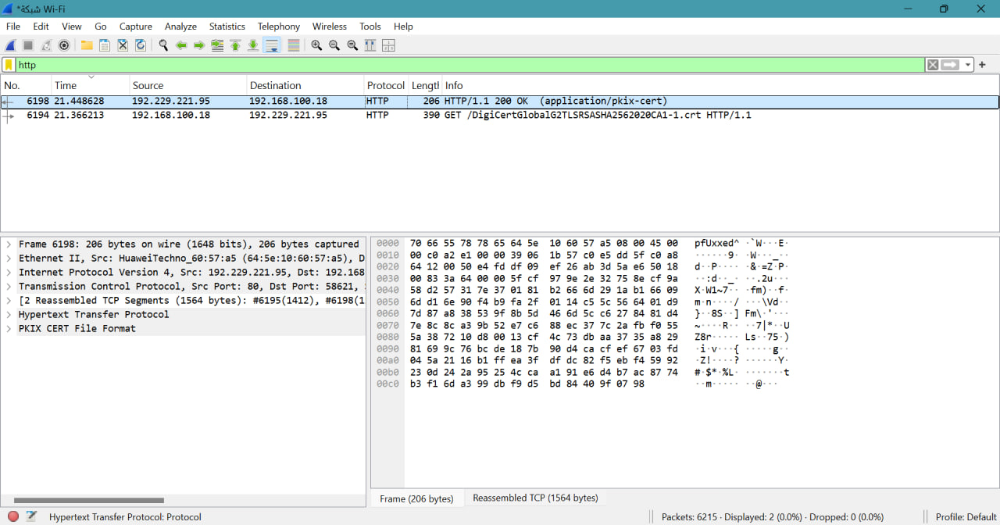 *شبكة Wi-Fi
File Edit View Go Capture Analyze Statistics Telephony Wireless Tools Help
http
No. Time Source Destination Protocol Length Info
6198 21.448628 192.229.221.95 192.168.100.18 HTTP 206 HTTP/1.1 200 OK (application/pkix-cert)
6194 21.366213 192.168.100.18 192.229.221.95 HTTP 390 GET /DigiCertGlobalG2TLSRSASHA2562020CA1-1.crt HTTP/1.1
Frame 6198: 206 bytes on wire (1648 bits), 206 bytes captured
Ethernet II, Src: HuaweiTechno_60:57:a5 (64:5e:10:60:57:a5), D
Internet Protocol Version 4, Src: 192.229.221.95, Dst: 192.168
Transmission Control Protocol, Src Port: 80, Dst Port: 58621,
[2 Reassembled TCP Segments (1564 bytes): #6195(1412), #6198(1
Hypertext Transfer Protocol
PKIX CERT File Format
0000 70 66 55 78 78 65 64 5e 10 60 57 a5 08 00 45 00 pfUxxed^ ·`W···E·
0010 00 c0 a2 e1 00 00 39 06 1b 57 c0 e5 dd 5f c0 a8 ······9· ·W···_··
0020 64 12 00 50 e4 fd df 09 ef 26 ab 3d 5a e6 50 18 d··P···· ·&·=Z·P·
0030 00 83 3a 64 00 00 5f cf 97 9e 2e 32 75 8e cf 9a ··:d··_· ··.2u···
0040 58 d2 57 31 7e 37 01 81 b2 66 6d 29 1a b1 66 09 X·W1~7·· ·fm)··f·
0050 6d d1 6e 90 f4 b9 fa 2f 01 14 c5 5c 56 64 01 d9 m·n····/ ···\Vd··
0060 7d 87 a8 38 53 9f 8b 5d 46 6d 5c c6 27 84 81 d4 }··8S··] Fm\·'···
0070 7e 8c 8c a3 9b 52 e7 c6 88 ec 37 7c 2a fb f0 55 ~····R·· ··7|*··U
0080 5a 38 72 10 d8 00 13 cf 4c 73 db aa 37 35 a8 29 Z8r····· Ls··75·)
0090 81 69 9c 76 bc de 18 7b 90 d4 ca cf ef 67 03 fd ·i·v···{ ·····g··
00a0 04 5a 21 16 b1 ff ea 3f df dc 82 f5 eb f4 59 92 ·Z!····? ······Y·
00b0 23 0d 24 2a 95 25 4c ca a1 91 e6 d4 b7 ac 87 74 #·$*·%L· ·······t
00c0 b3 f1 6d a3 99 db f9 d5 bd 84 40 9f 07 98 ··m····· ··@···
Frame (206 bytes) Reassembled TCP (1564 bytes)
Hypertext Transfer Protocol: Protocol Packets: 6215 · Displayed: 2 (0.0%) · Dropped: 0 (0.0%) Profile: Default